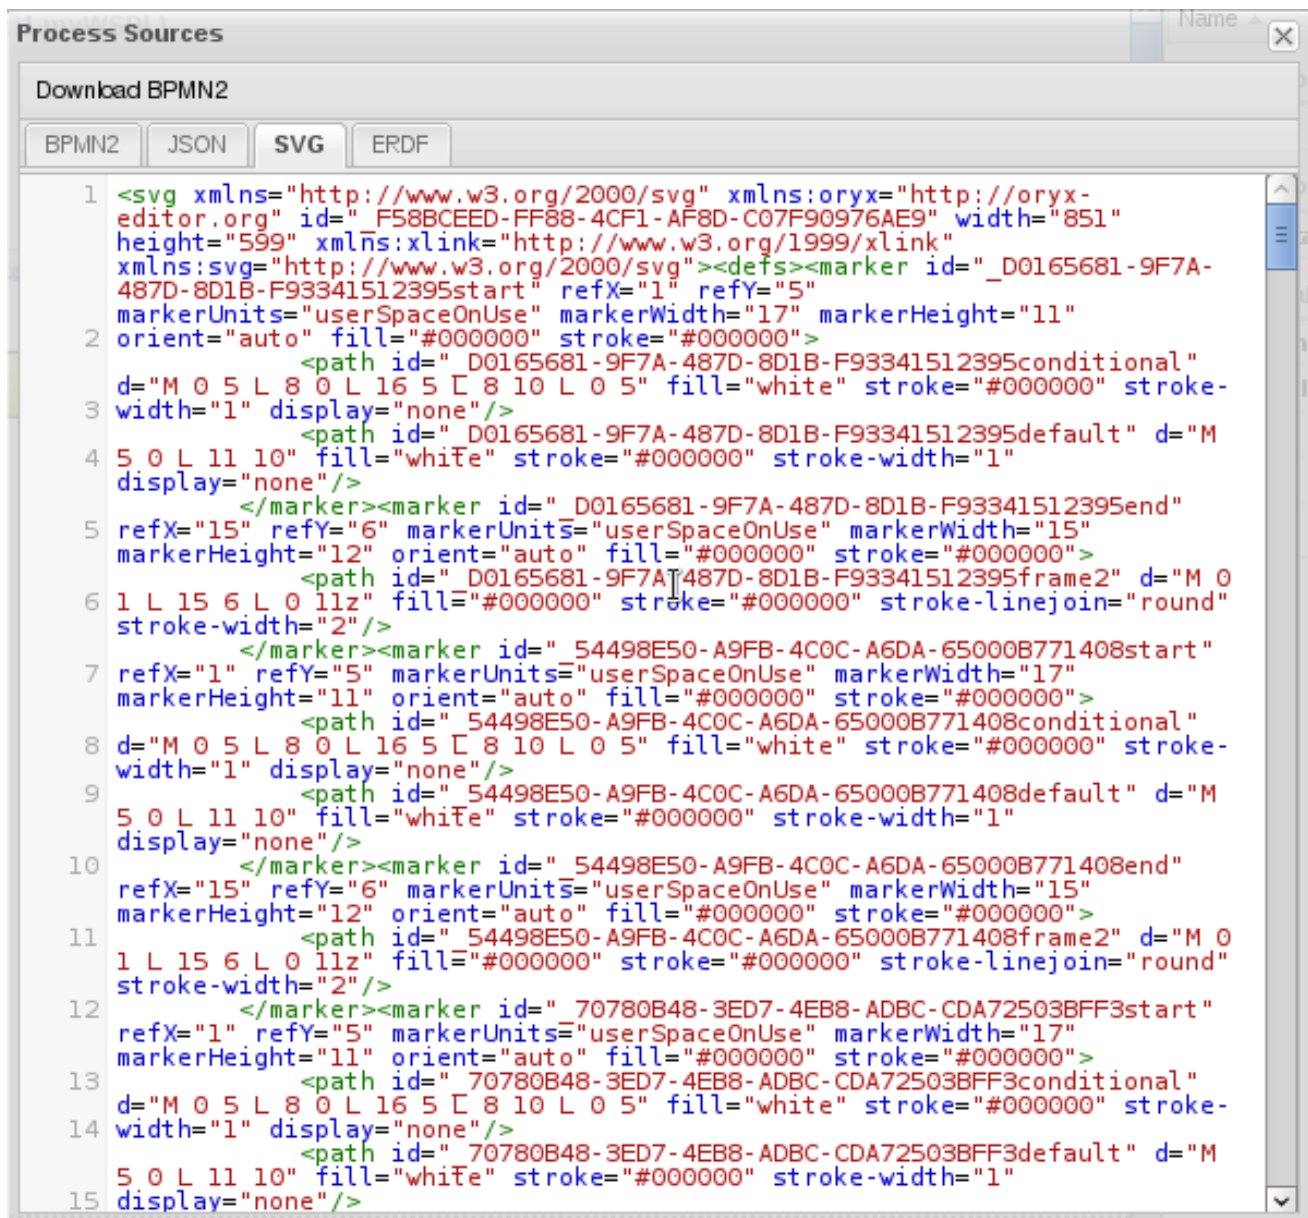 Name
Process Sources
Download BPMN2
BPMN2 JSON SVG ERDF
1 <svg xmlns="http://www.w3.org/2000/svg" xmlns:oryx="http://oryx-
editor.org" id="_F58BCEED-FF88-4CF1-AF8D-C07F90976AE9" width="851"
height="599" xmlns:xlink="http://www.w3.org/1999/xlink"
xmlns:svg="http://www.w3.org/2000/svg"><defs><marker id="_D0165681-9F7A-
487D-8D1B-F93341512395start" refX="1" refY="5"
markerUnits="userSpaceOnUse" markerWidth="17" markerHeight="11"
2 orient="auto" fill="#000000" stroke="#000000">
<path id="_D0165681-9F7A-487D-8D1B-F93341512395conditional"
d="M 0 5 L 8 0 L 16 5 L 8 10 L 0 5" fill="white" stroke="#000000" stroke-
3 width="1" display="none"/>
<path id="_D0165681-9F7A-487D-8D1B-F93341512395default" d="M
4 5 0 L 11 10" fill="white" stroke="#000000" stroke-width="1"
display="none"/>
</marker><marker id="_D0165681-9F7A-487D-8D1B-F93341512395end"
5 refX="15" refY="6" markerUnits="userSpaceOnUse" markerWidth="15"
markerHeight="12" orient="auto" fill="#000000" stroke="#000000">
<path id="_D0165681-9F7A-487D-8D1B-F93341512395frame2" d="M 0
6 1 L 15 6 L 0 11z" fill="#000000" stroke="#000000" stroke-linejoin="round"
stroke-width="2"/>
</marker><marker id="_54498E50-A9FB-4C0C-A6DA-65000B771408start"
7 refX="1" refY="5" markerUnits="userSpaceOnUse" markerWidth="17"
markerHeight="11" orient="auto" fill="#000000" stroke="#000000">
<path id="_54498E50-A9FB-4C0C-A6DA-65000B771408conditional"
8 d="M 0 5 L 8 0 L 16 5 L 8 10 L 0 5" fill="white" stroke="#000000" stroke-
width="1" display="none"/>
9 <path id="_54498E50-A9FB-4C0C-A6DA-65000B771408default" d="M
5 0 L 11 10" fill="white" stroke="#000000" stroke-width="1"
display="none"/>
10 </marker><marker id="_54498E50-A9FB-4C0C-A6DA-65000B771408end"
refX="15" refY="6" markerUnits="userSpaceOnUse" markerWidth="15"
markerHeight="12" orient="auto" fill="#000000" stroke="#000000">
11 <path id="_54498E50-A9FB-4C0C-A6DA-65000B771408frame2" d="M 0
1 L 15 6 L 0 11z" fill="#000000" stroke="#000000" stroke-linejoin="round"
stroke-width="2"/>
12 </marker><marker id="_70780B48-3ED7-4EB8-ADBC-CDA72503BFF3start"
refX="1" refY="5" markerUnits="userSpaceOnUse" markerWidth="17"
markerHeight="11" orient="auto" fill="#000000" stroke="#000000">
13 <path id="_70780B48-3ED7-4EB8-ADBC-CDA72503BFF3conditional"
d="M 0 5 L 8 0 L 16 5 L 8 10 L 0 5" fill="white" stroke="#000000" stroke-
14 width="1" display="none"/>
<path id="_70780B48-3ED7-4EB8-ADBC-CDA72503BFF3default" d="M
5 0 L 11 10" fill="white" stroke="#000000" stroke-width="1"
15 display="none"/>